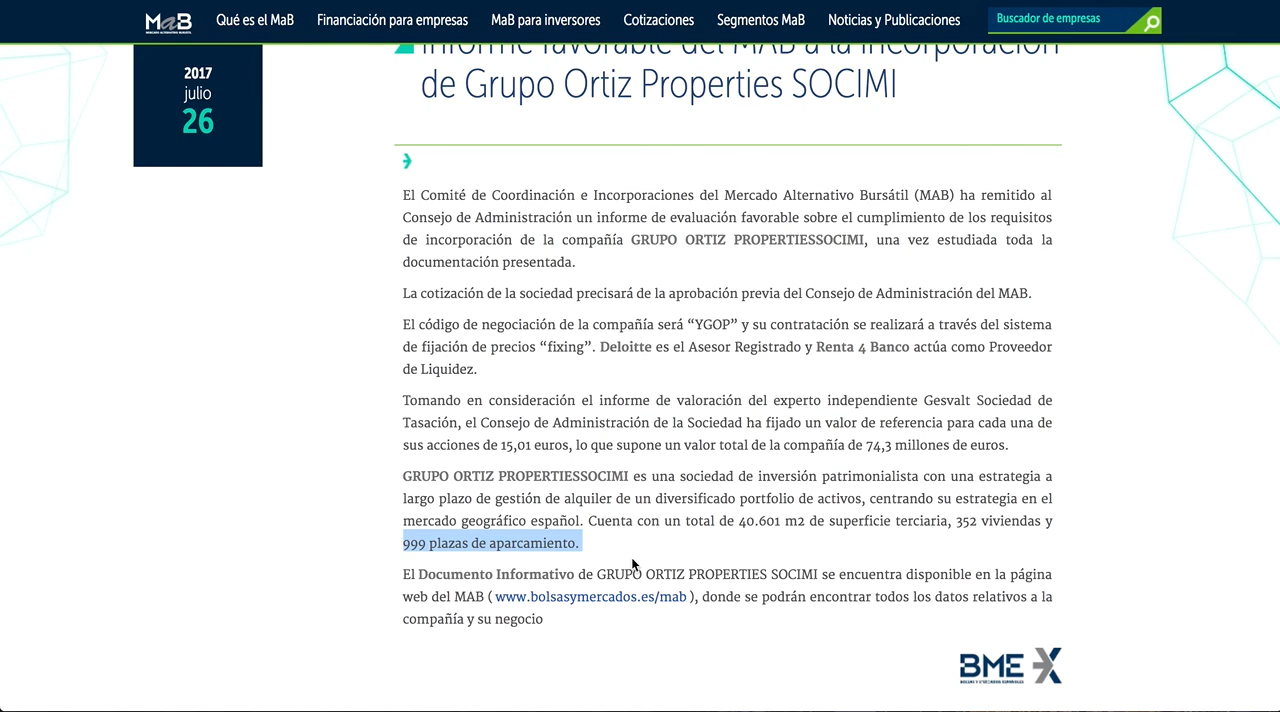 MaB
MERCADO ALTERNATIVO BURSÁTIL
Qué es el MaB
Financiación para empresas
MaB para inversores
Cotizaciones
Segmentos MaB
Noticias y Publicaciones
Buscador de empresas
2017
julio
26
Informe favorable del MAB a la incorporación
de Grupo Ortiz Properties SOCIMI
El Comité de Coordinación e Incorporaciones del Mercado Alternativo Bursátil (MAB) ha remitido al
Consejo de Administración un informe de evaluación favorable sobre el cumplimiento de los requisitos
de incorporación de la compañía GRUPO ORTIZ PROPERTIESSOCIMI, una vez estudiada toda la
documentación presentada.
La cotización de la sociedad precisará de la aprobación previa del Consejo de Administración del MAB.
El código de negociación de la compañía será “YGOP” y su contratación se realizará a través del sistema
de fijación de precios “fixing”. Deloitte es el Asesor Registrado y Renta 4 Banco actúa como Proveedor
de Liquidez.
Tomando en consideración el informe de valoración del experto independiente Gesvalt Sociedad de
Tasación, el Consejo de Administración de la Sociedad ha fijado un valor de referencia para cada una de
sus acciones de 15,01 euros, lo que supone un valor total de la compañía de 74,3 millones de euros.
GRUPO ORTIZ PROPERTIESSOCIMI es una sociedad de inversión patrimonialista con una estrategia a
largo plazo de gestión de alquiler de un diversificado portfolio de activos, centrando su estrategia en el
mercado geográfico español. Cuenta con un total de 40.601 m2 de superficie terciaria, 352 viviendas y
999 plazas de aparcamiento.
El Documento Informativo de GRUPO ORTIZ PROPERTIES SOCIMI se encuentra disponible en la página
web del MAB ( www.bolsasymercados.es/mab ), donde se podrán encontrar todos los datos relativos a la
compañía y su negocio
BME X
BOLSAS Y MERCADOS ESPAÑOLES